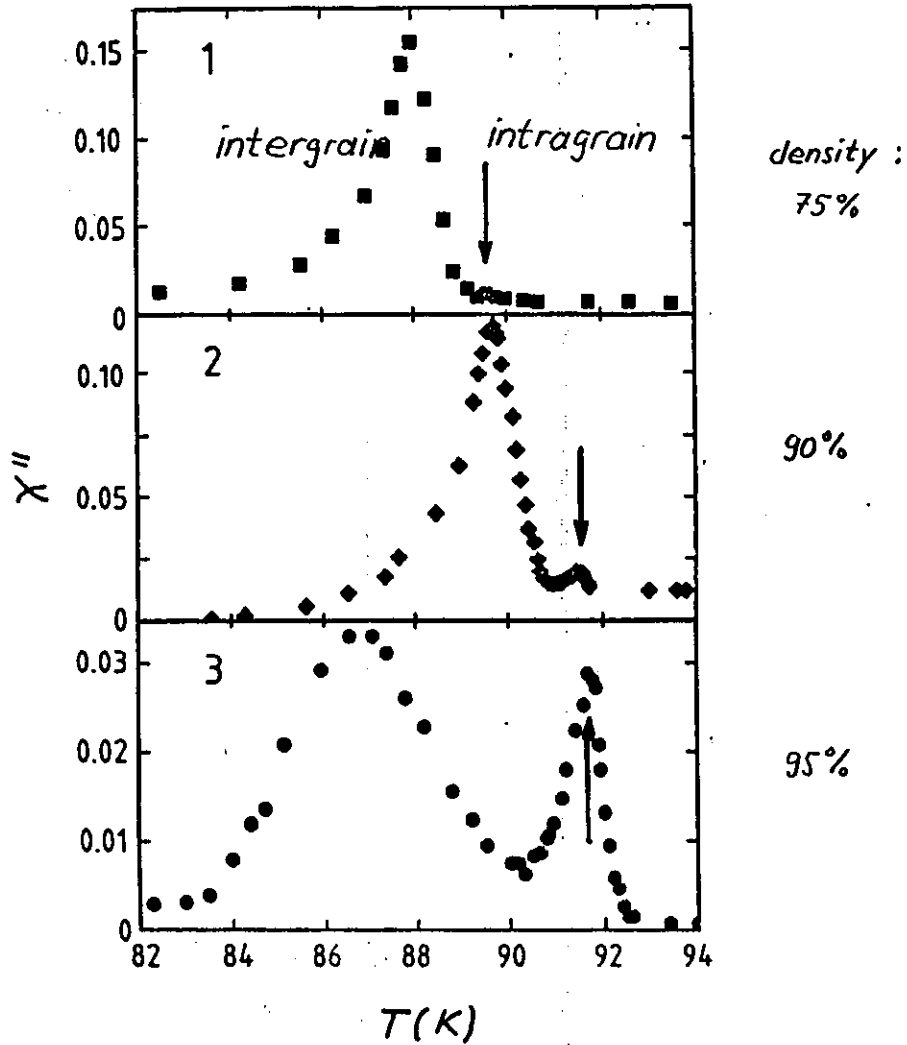 1
0.15
0.10
0.05
0
intergrain
intragrain
density :
75%
2
0.10
0.05
0
90%
χ"
3
0.03
0.02
0.01
0
95%
82 84 86 88 90 92 94
T(K)